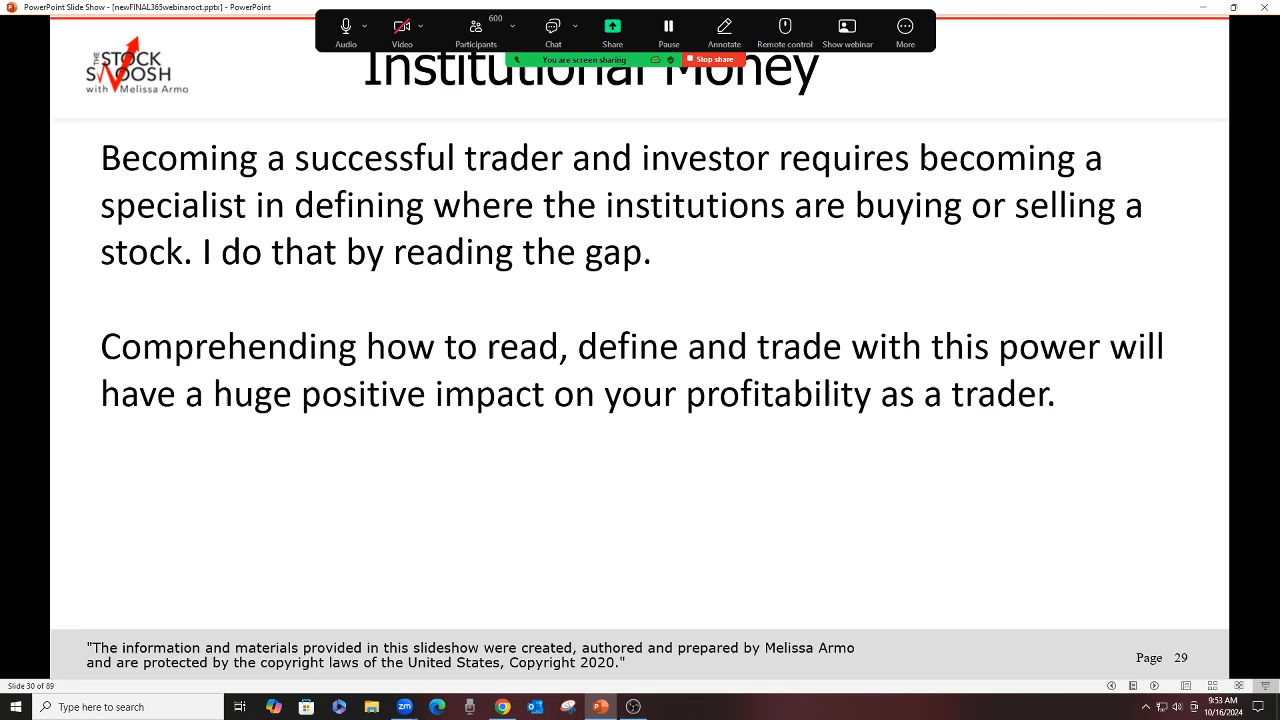 PowerPoint Slide Show - [newFINAL365webinaroct.pptx] - PowerPoint
600
Audio Video Participants Chat Share Pause Annotate Remote control Show webinar More
You are screen sharing Stop share
THE STOCK
SWOOSH
with Melissa Armo
Institutional Money
Becoming a successful trader and investor requires becoming a
specialist in defining where the institutions are buying or selling a
stock. I do that by reading the gap.
Comprehending how to read, define and trade with this power will
have a huge positive impact on your profitability as a trader.
"The information and materials provided in this slideshow were created, authored and prepared by Melissa Armo
and are protected by the copyright laws of the United States, Copyright 2020."
Page 29
Slide 30 of 89
Type here to search
9:53 AM
10/16/2024